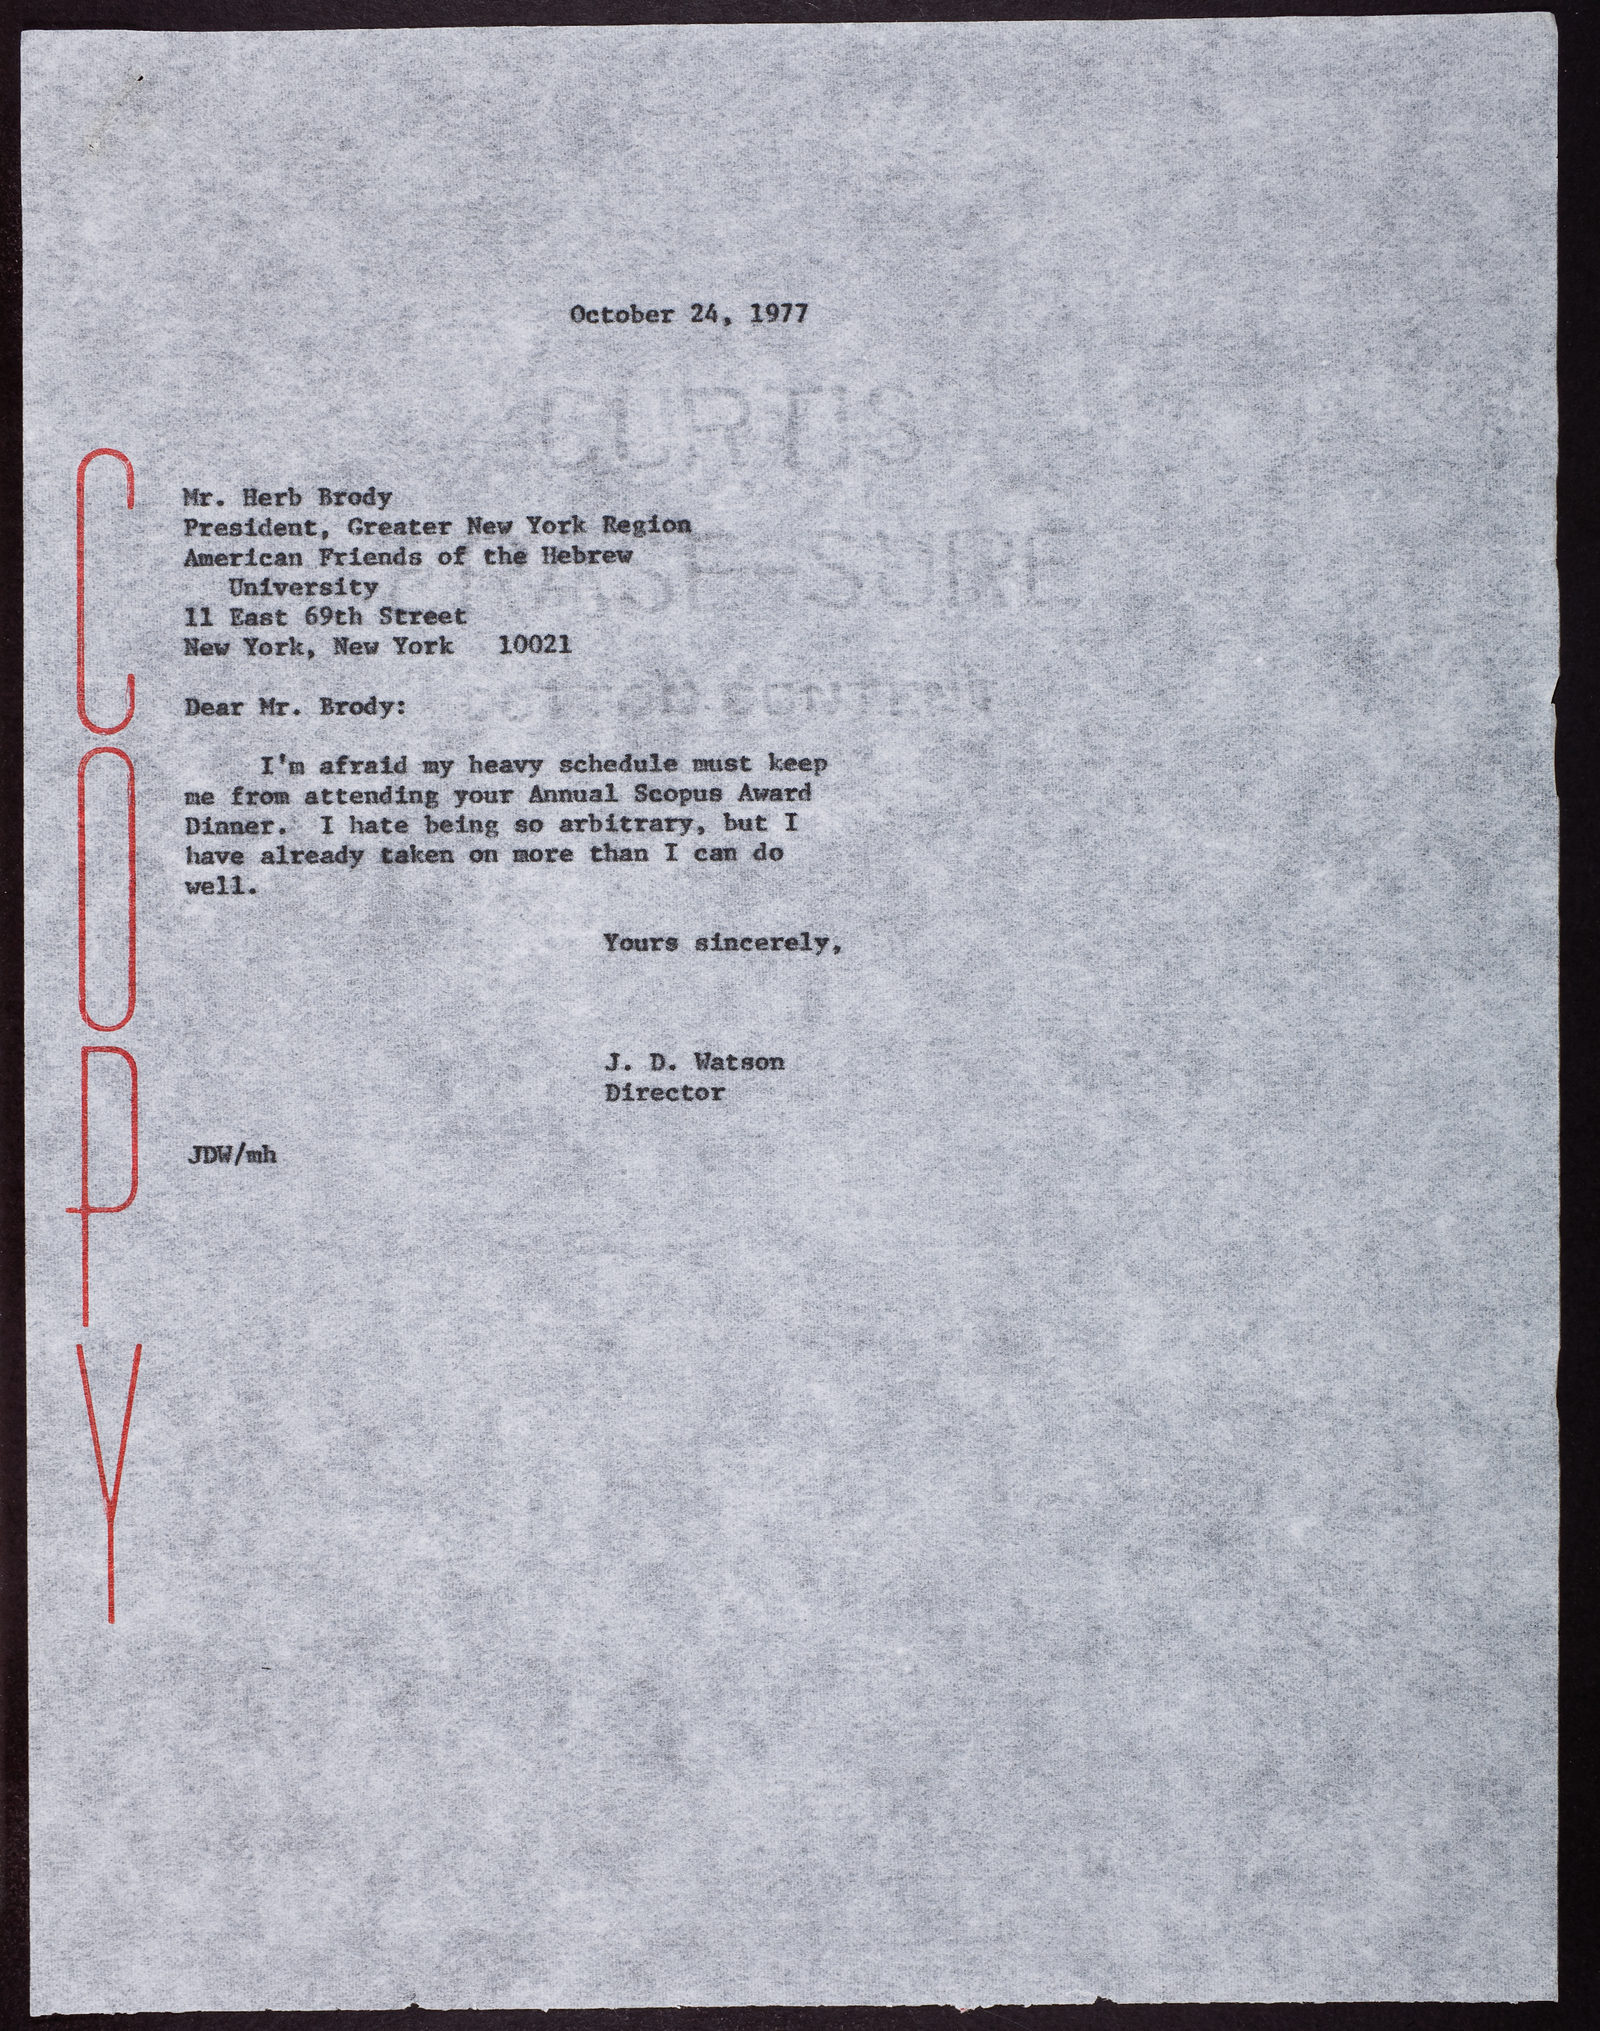 October 24, 1977
COPY
Mr. Herb Brody
President, Greater New York Region
American Friends of the Hebrew
University
11 East 69th Street
New York, New York 10021
Dear Mr. Brody:
I'm afraid my heavy schedule must keep
me from attending your Annual Scopus Award
Dinner. I hate being so arbitrary, but I
have already taken on more than I can do
well.
Yours sincerely,
J. D. Watson
Director
JDW/mh
CURTIS